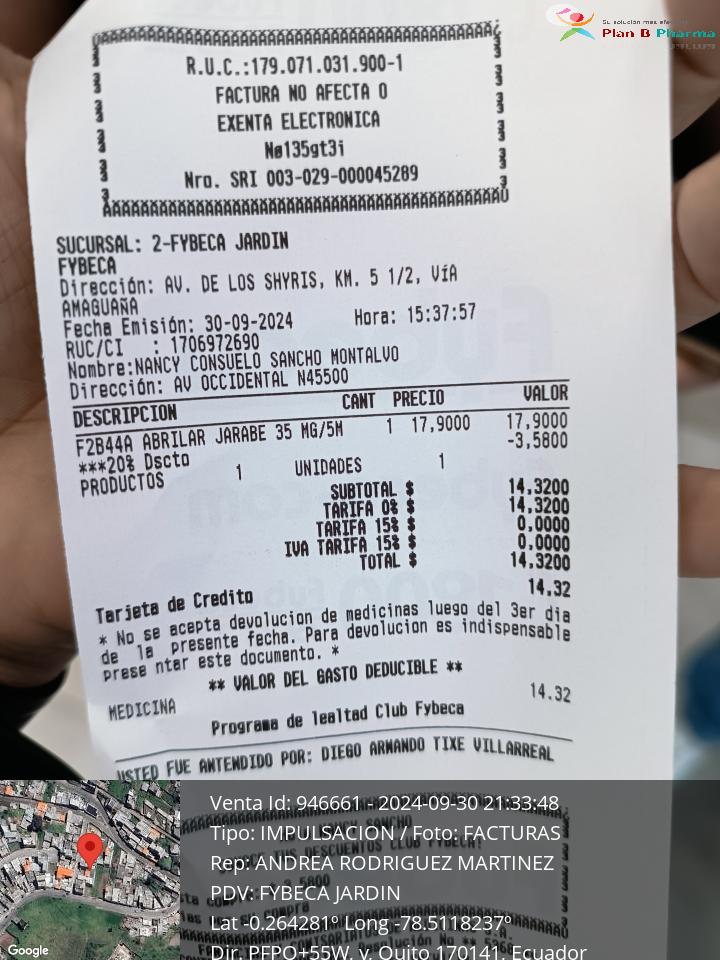 Su solución mas efectiva
Plan B Pharma
R.U.C.:179.071.031.900-1
FACTURA NO AFECTA O
EXENTA ELECTRONICA
Nø135gt3i
Nro. SRI 003-029-000045289
SUCURSAL: 2-FYBECA JARDIN
FYBECA
Dirección: AV. DE LOS SHYRIS, KM. 5 1/2, VíA
AMAGUAñA
Fecha Emisión: 30-09-2024 Hora: 15:37:57
RUC/CI : 1706972690
Nombre:NANCY CONSUELO SANCHO MONTALVO
Dirección: AV OCCIDENTAL N45500
DESCRIPCION CANT PRECIO VALOR
F2B44A ABRILAR JARABE 35 MG/5M 1 17,9000 17,9000
***20% Dscto -3,5800
PRODUCTOS 1 UNIDADES 1
SUBTOTAL $ 14,3200
TARIFA 0% $ 14,3200
TARIFA 15% $ 0,0000
IVA TARIFA 15% $ 0,0000
TOTAL $ 14,3200
Tarjeta de Credito 14.32
* No se acepta devolucion de medicinas luego del 3er dia
de la presente fecha. Para devolucion es indispensable
prese ntar este documento. *
** VALOR DEL GASTO DEDUCIBLE **
MEDICINA 14.32
Programa de lealtad Club Fybeca
USTED FUE ANTENDIDO POR: DIEGO ARMANDO TIXE VILLARREAL
Venta Id: 946661 - 2024-09-30 21:33:48
Tipo: IMPULSACION / Foto: FACTURAS
Rep: ANDREA RODRIGUEZ MARTINEZ
PDV: FYBECA JARDIN
Lat -0.264281º Long -78.5118237º
Dir. PFPQ+55W, y, Quito 170141, Ecuador
Google